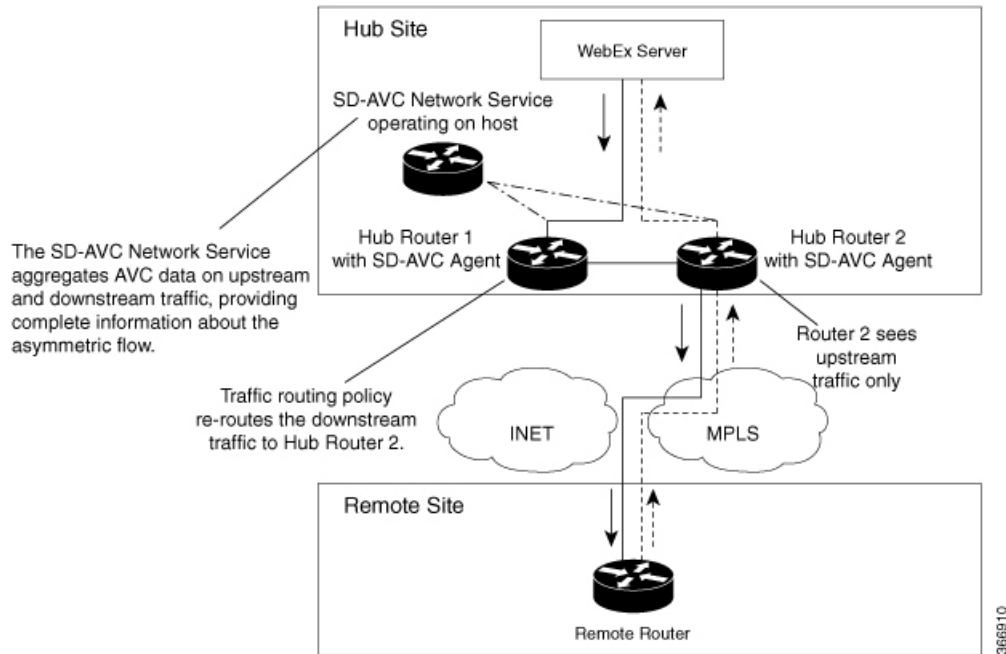 Hub Site
WebEx Server
SD-AVC Network Service
operating on host
Hub Router 1
with SD-AVC Agent
Hub Router 2
with SD-AVC Agent
The SD-AVC Network Service
aggregates AVC data on upstream
and downstream traffic, providing
complete information about the
asymmetric flow.
Router 2 sees
upstream
traffic only
Traffic routing policy
re-routes the downstream
traffic to Hub Router 2.
INET
MPLS
Remote Site
Remote Router
366910